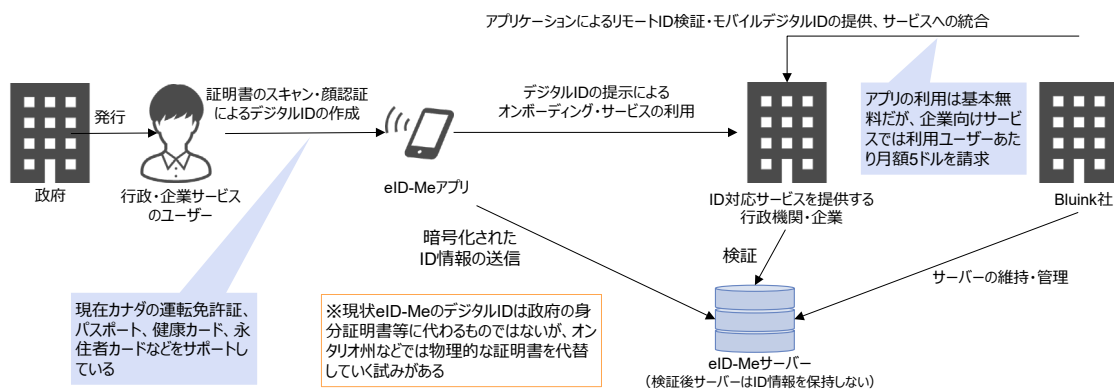 アプリケーションによるリモートID検証・モバイルデジタルIDの提供、サービスへの統合
発行
証明書のスキャン・顔認証
によるデジタルIDの作成
デジタルIDの提示による
オンボーディング・サービスの利用
アプリの利用は基本無
料だが、企業向けサービ
スでは利用ユーザーあた
り月額5ドルを請求
政府
行政・企業サービス
のユーザー
eID-Meアプリ
ID対応サービスを提供する
行政機関・企業
Bluink社
暗号化された
ID情報の送信
検証
サーバーの維持・管理
現在カナダの運転免許証、
パスポート、健康カード、永
住者カードなどをサポートし
ている
※現状eID-MeのデジタルIDは政府の身
分証明書等に代わるものではないが、オン
タリオ州などでは物理的な証明書を代替
していく試みがある
eID-Meサーバー
（検証後サーバーはID情報を保持しない）